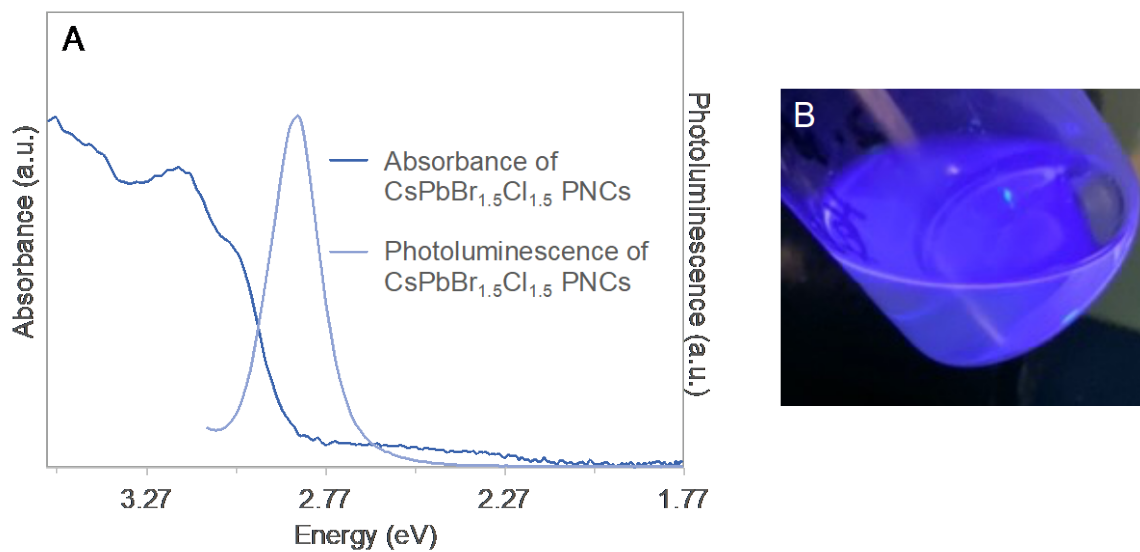 A
Absorbance (a.u.)
Absorbance of
CsPbBr₁.₅Cl₁.₅ PNCs
Photoluminescence of
CsPbBr₁.₅Cl₁.₅ PNCs
Photoluminescence (a.u.)
3.27
2.77
2.27
1.77
Energy (eV)
B